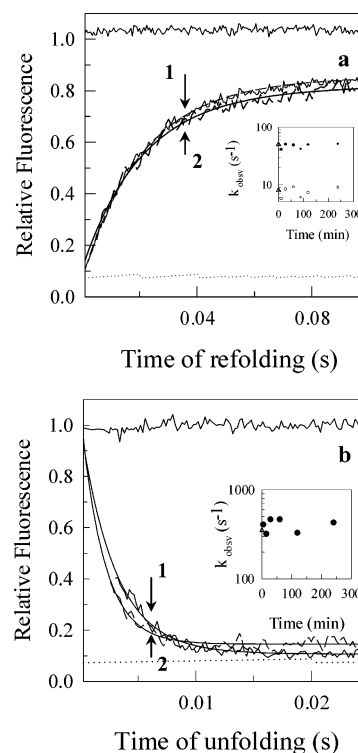 1.0
0.8
0.6
0.4
0.2
0.0
Relative Fluorescence
1
2
a
100
10
k obsv (s⁻¹)
0 100 200 300
Time (min)
0.04 0.08
Time of refolding (s)
1.0
0.8
0.6
0.4
0.2
0.0
Relative Fluorescence
1
2
b
1000
100
k obsv (s⁻¹)
0 100 200 300
Time (min)
0.01 0.02
Time of unfolding (s)